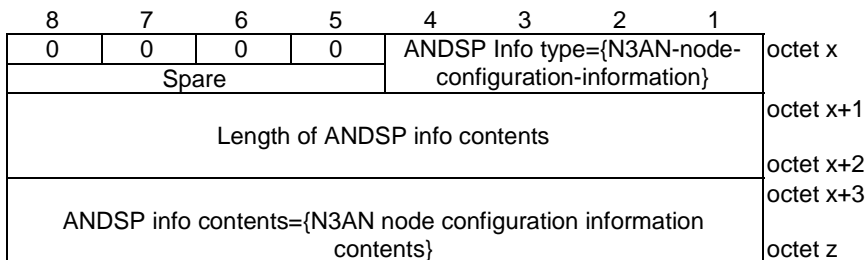 8 7 6 5 4 3 2 1
0 0 0 0 ANDSP Info type={N3AN-node- octet x
Spare configuration-information}
octet x+1
Length of ANDSP info contents
octet x+2
octet x+3
ANDSP info contents={N3AN node configuration information
contents} octet z